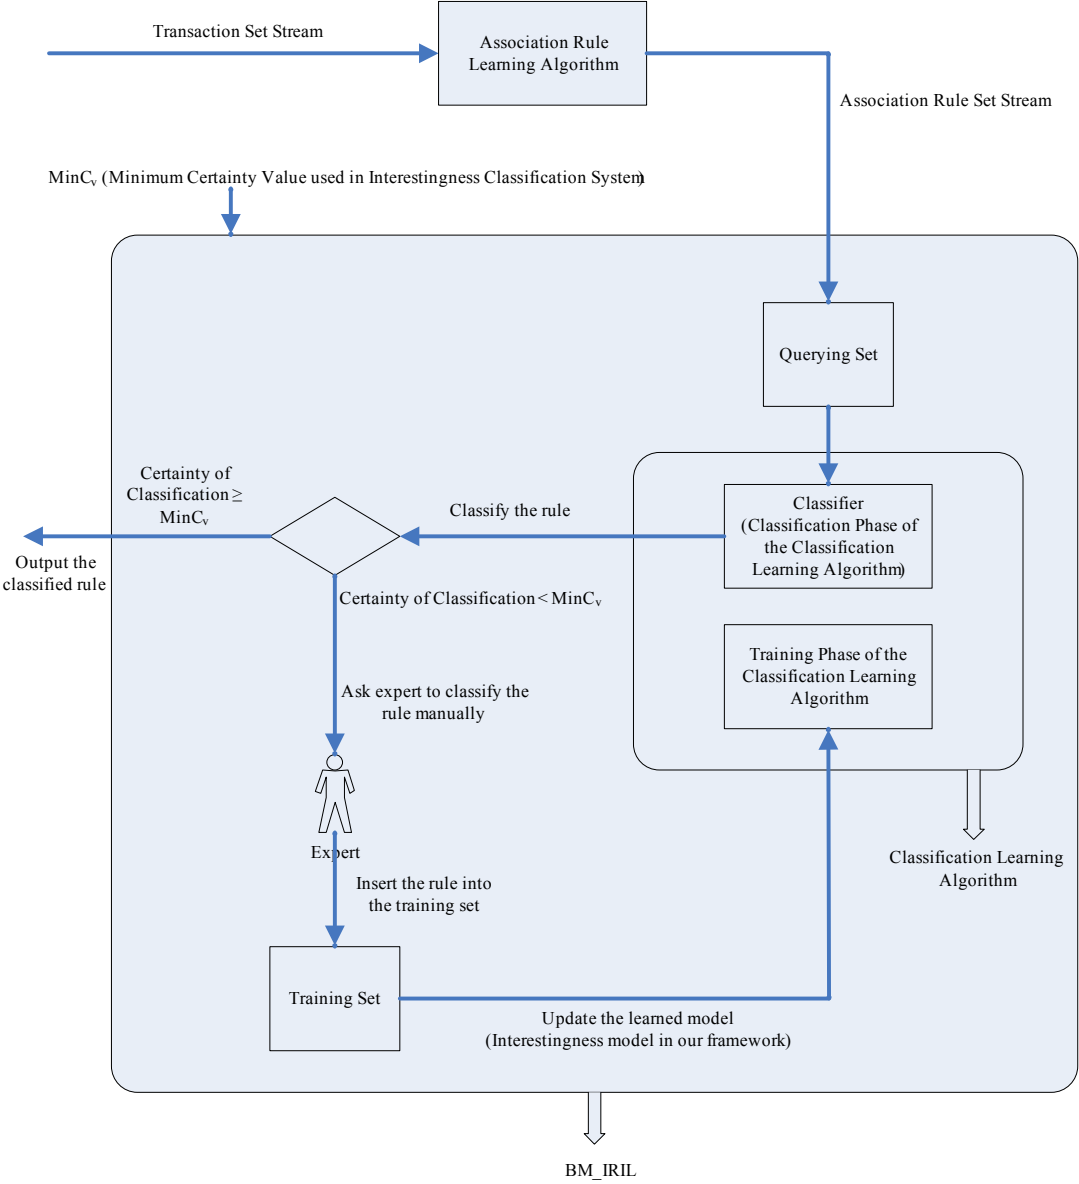 Transaction Set Stream
Association Rule
Learning Algorithm
Association Rule Set Stream
MinCv (Minimum Certainty Value used in Interestingness Classification System)
Querying Set
Certainty of
Classification ≥
MinCv
Output the
classified rule
Classify the rule
Classifier
(Classification Phase of
the Classification
Learning Algorithm)
Certainty of Classification < MinCv
Training Phase of the
Classification Learning
Algorithm
Ask expert to classify the
rule manually
Expert
Classification Learning
Algorithm
Insert the rule into
the training set
Training Set
Update the learned model
(Interestingness model in our framework)
BM_IRIL